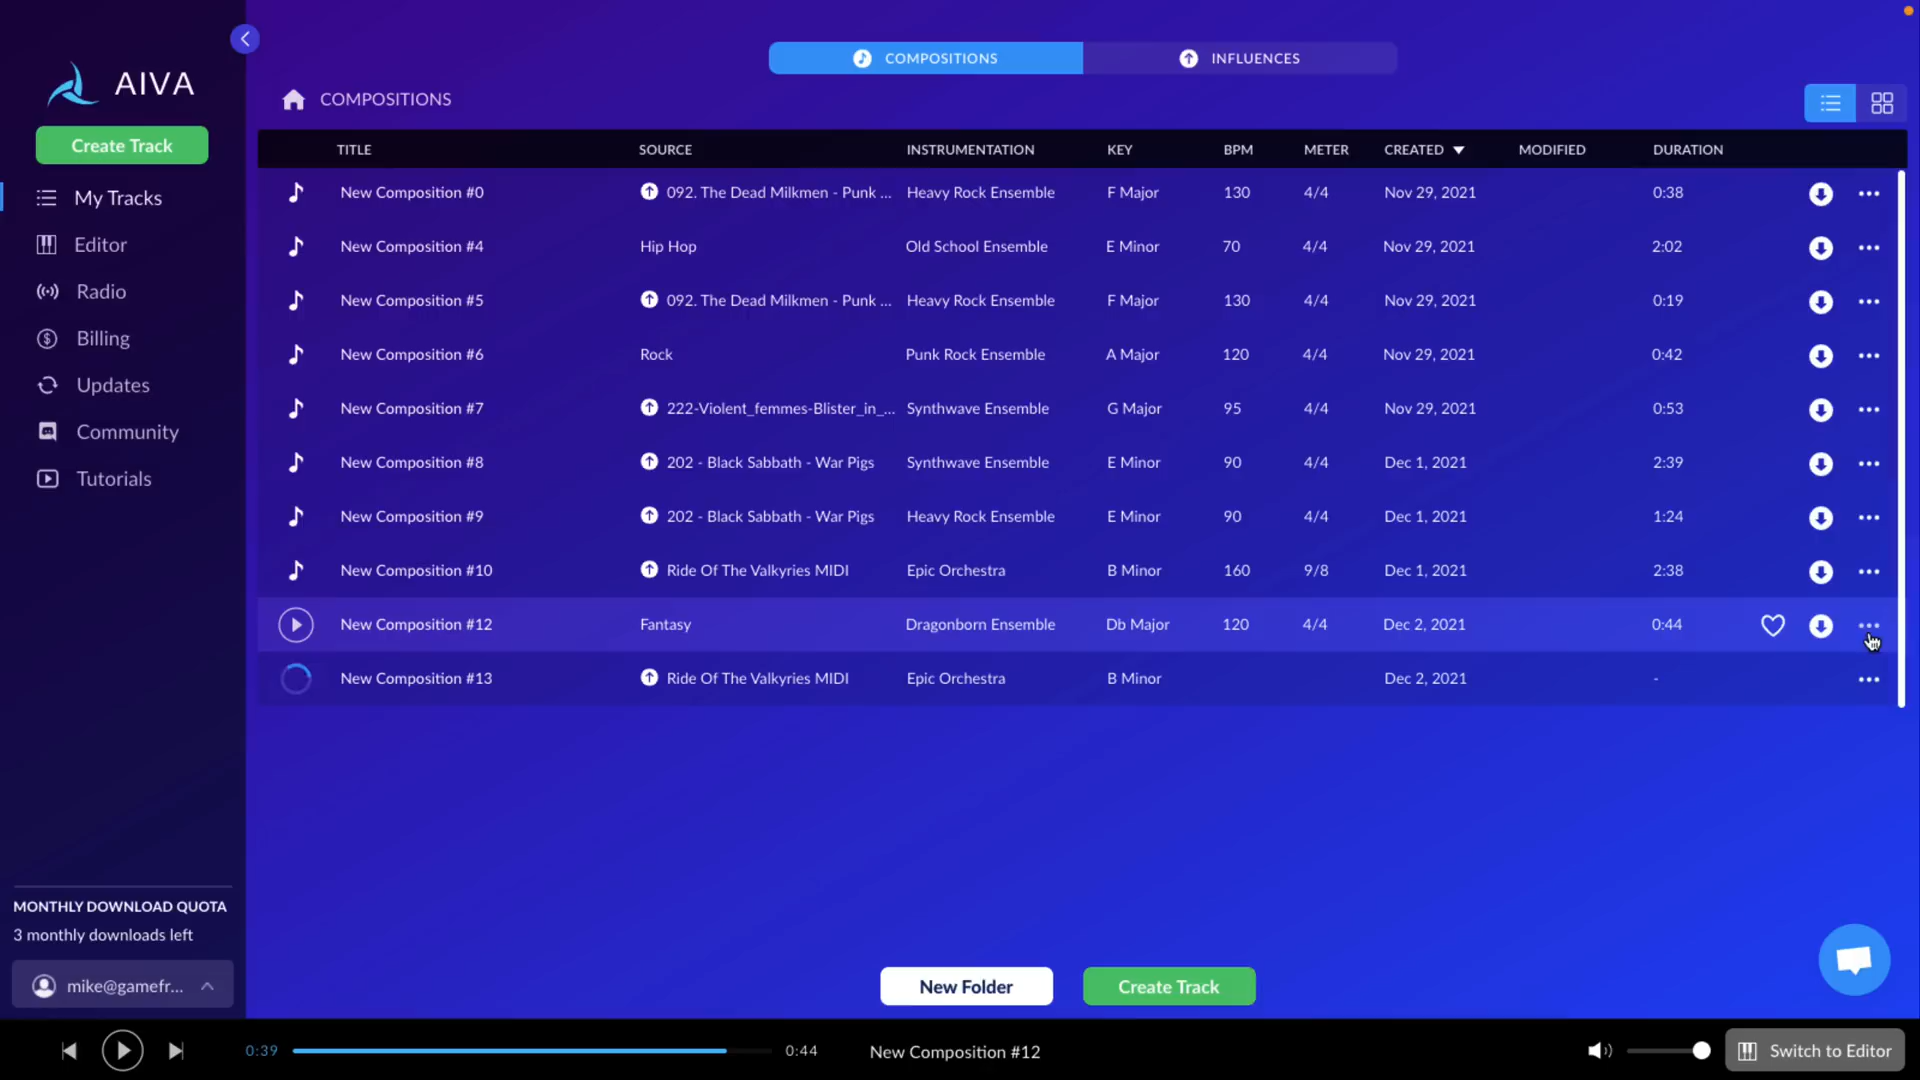 AIVA
Create Track
My Tracks
Editor
Radio
Billing
Updates
Community
Tutorials
MONTHLY DOWNLOAD QUOTA
3 monthly downloads left
mike@gamefr...
COMPOSITIONS INFLUENCES
COMPOSITIONS
TITLE SOURCE INSTRUMENTATION KEY BPM METER CREATED MODIFIED DURATION
New Composition #0 092. The Dead Milkmen - Punk ... Heavy Rock Ensemble F Major 130 4/4 Nov 29, 2021 0:38
New Composition #4 Hip Hop Old School Ensemble E Minor 70 4/4 Nov 29, 2021 2:02
New Composition #5 092. The Dead Milkmen - Punk ... Heavy Rock Ensemble F Major 130 4/4 Nov 29, 2021 0:19
New Composition #6 Rock Punk Rock Ensemble A Major 120 4/4 Nov 29, 2021 0:42
New Composition #7 222-Violent_femmes-Blister_in_... Synthwave Ensemble G Major 95 4/4 Nov 29, 2021 0:53
New Composition #8 202 - Black Sabbath - War Pigs Synthwave Ensemble E Minor 90 4/4 Dec 1, 2021 2:39
New Composition #9 202 - Black Sabbath - War Pigs Heavy Rock Ensemble E Minor 90 4/4 Dec 1, 2021 1:24
New Composition #10 Ride Of The Valkyries MIDI Epic Orchestra B Minor 160 9/8 Dec 1, 2021 2:38
New Composition #12 Fantasy Dragonborn Ensemble Db Major 120 4/4 Dec 2, 2021 0:44
New Composition #13 Ride Of The Valkyries MIDI Epic Orchestra B Minor Dec 2, 2021 -
New Folder Create Track
0:39 0:44 New Composition #12 Switch to Editor